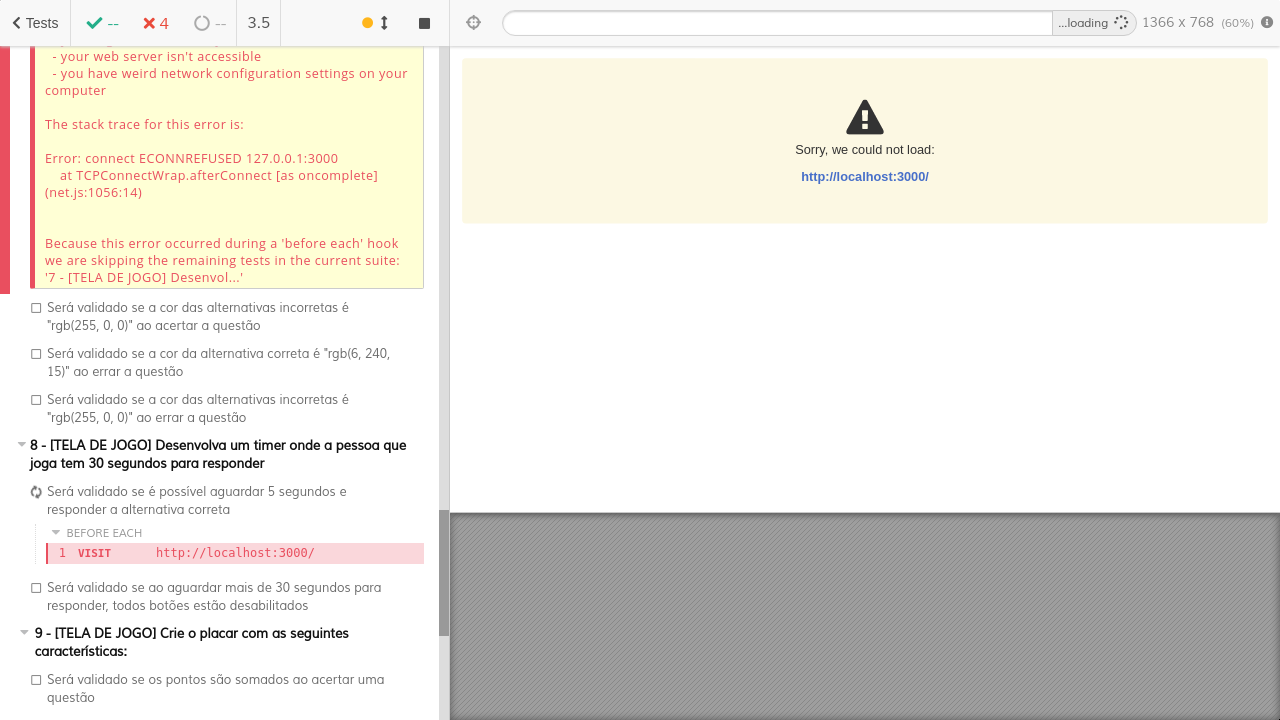 Tests
--
4
--
3.5
...loading
1366 x 768 (60%)
- your web server isn't accessible
- you have weird network configuration settings on your
computer
The stack trace for this error is:
Error: connect ECONNREFUSED 127.0.0.1:3000
at TCPConnectWrap.afterConnect [as oncomplete]
(net.js:1056:14)
Because this error occurred during a 'before each' hook
we are skipping the remaining tests in the current suite:
'7 - [TELA DE JOGO] Desenvol...'
Será validado se a cor das alternativas incorretas é
"rgb(255, 0, 0)" ao acertar a questão
Será validado se a cor da alternativa correta é "rgb(6, 240,
15)" ao errar a questão
Será validado se a cor das alternativas incorretas é
"rgb(255, 0, 0)" ao errar a questão
8 - [TELA DE JOGO] Desenvolva um timer onde a pessoa que
joga tem 30 segundos para responder
Será validado se é possível aguardar 5 segundos e
responder a alternativa correta
BEFORE EACH
1 VISIT http://localhost:3000/
Será validado se ao aguardar mais de 30 segundos para
responder, todos botões estão desabilitados
9 - [TELA DE JOGO] Crie o placar com as seguintes
características:
Será validado se os pontos são somados ao acertar uma
questão
Sorry, we could not load:
http://localhost:3000/